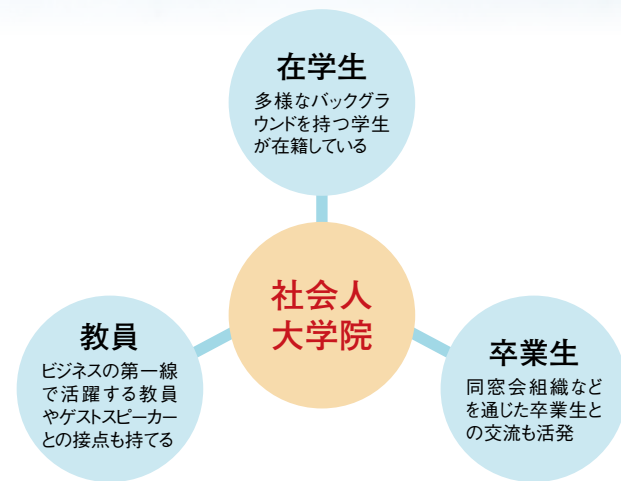 在学生
多様なバックグラ
ウンドを持つ学生
が在籍している
社会人
大学院
教員
ビジネスの第一線
で活躍する教員
やゲストスピーカー
との接点も持てる
卒業生
同窓会組織など
を通じた卒業生と
の交流も活発